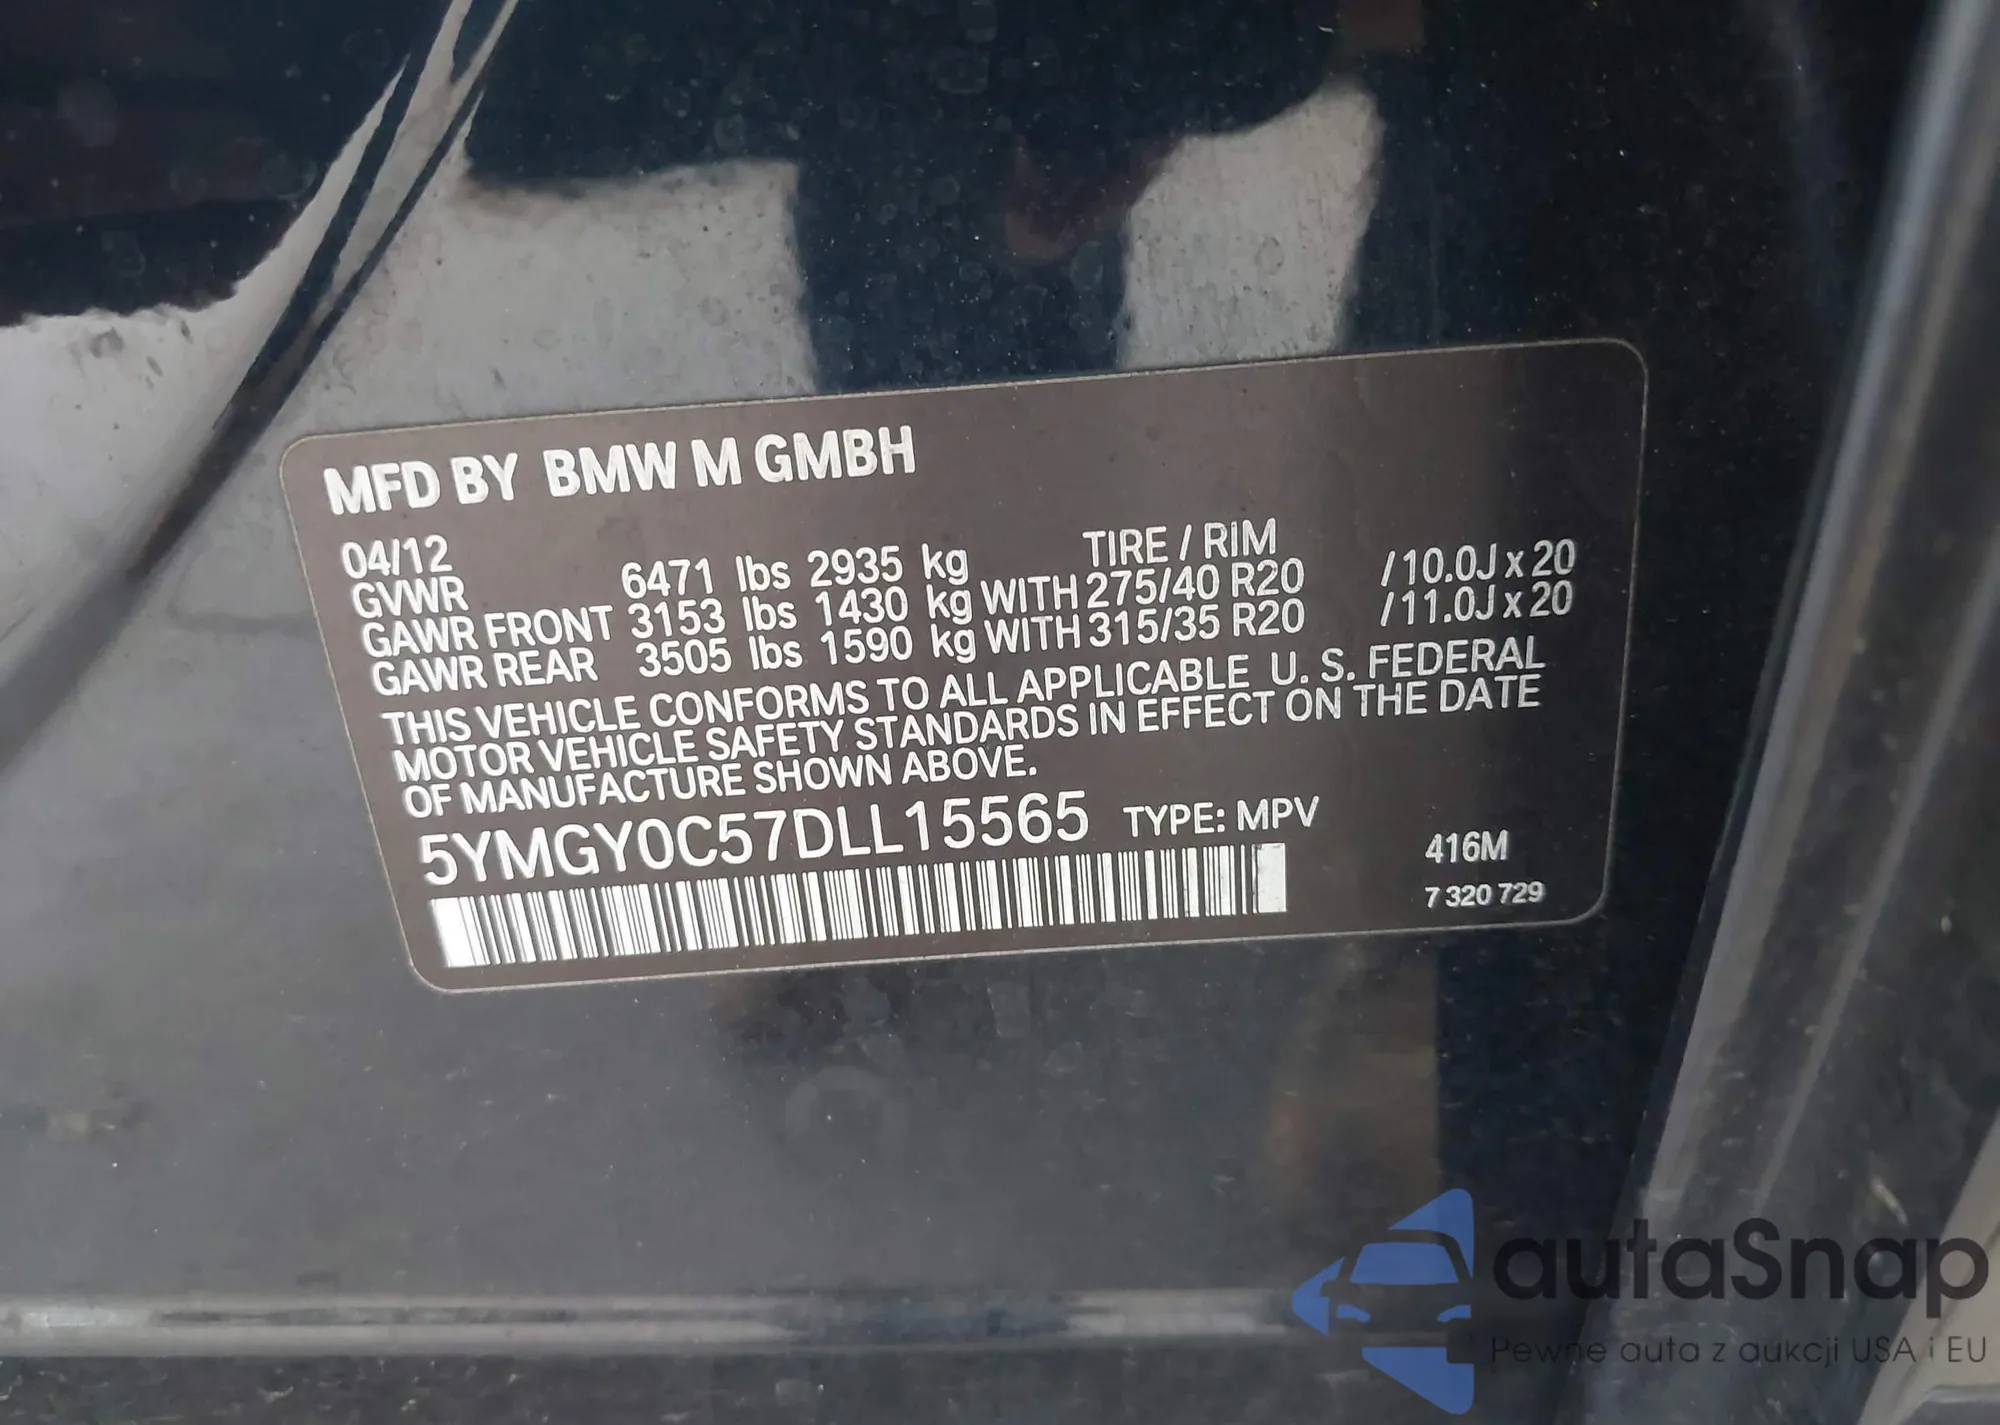 MFD BY BMW M GMBH
04/12 TIRE / RIM
GVWR 6471 lbs 2935 kg
GAWR FRONT 3153 lbs 1430 kg WITH 275/40 R20 /10.0J x 20
GAWR REAR 3505 lbs 1590 kg WITH 315/35 R20 /11.0J x 20
THIS VEHICLE CONFORMS TO ALL APPLICABLE U. S. FEDERAL
MOTOR VEHICLE SAFETY STANDARDS IN EFFECT ON THE DATE
OF MANUFACTURE SHOWN ABOVE.
5YMGY0C57DLL15565 TYPE: MPV
416M
7 320 729
autaSnap
Pewne auta z aukcji USA i EU